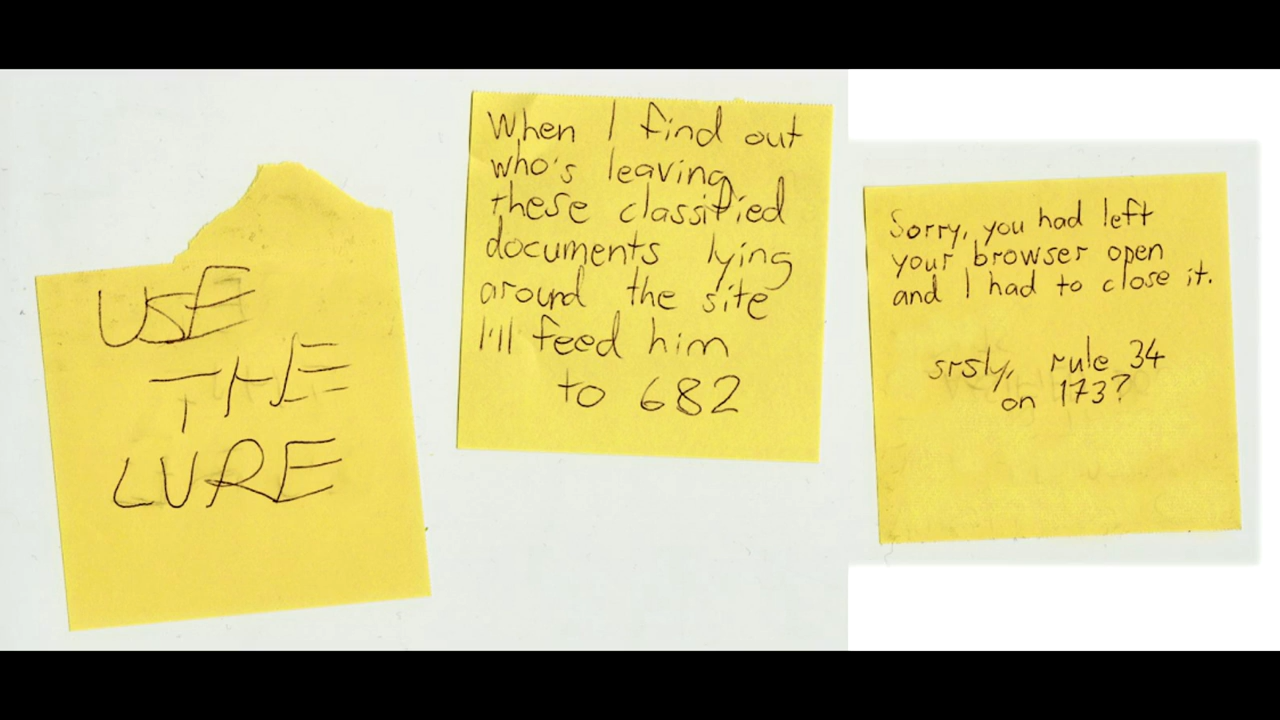 USE
THE
LURE
When I find out
who's leaving
these classified
documents lying
around the site
I'll feed him
to 682
Sorry, you had left
your browser open
and I had to close it.
srsly, rule 34
on 173?